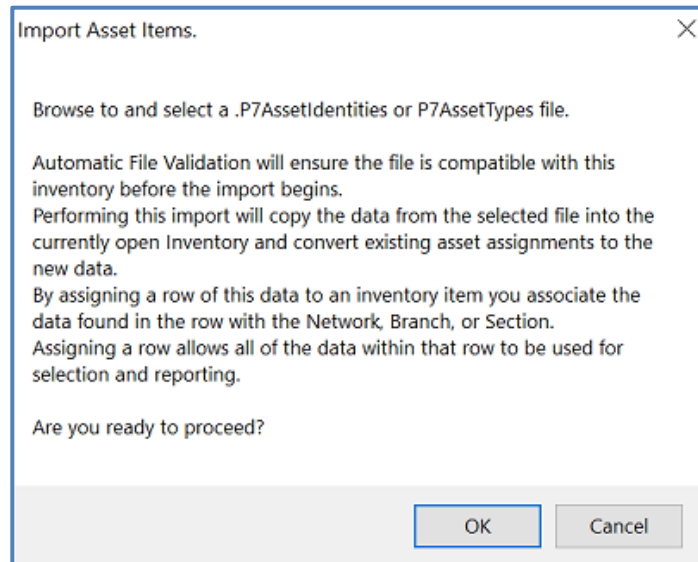 Import Asset Items.
Browse to and select a .P7AssetIdentities or P7AssetTypes file.
Automatic File Validation will ensure the file is compatible with this
inventory before the import begins.
Performing this import will copy the data from the selected file into the
currently open Inventory and convert existing asset assignments to the
new data.
By assigning a row of this data to an inventory item you associate the
data found in the row with the Network, Branch, or Section.
Assigning a row allows all of the data within that row to be used for
selection and reporting.
Are you ready to proceed?
OK
Cancel